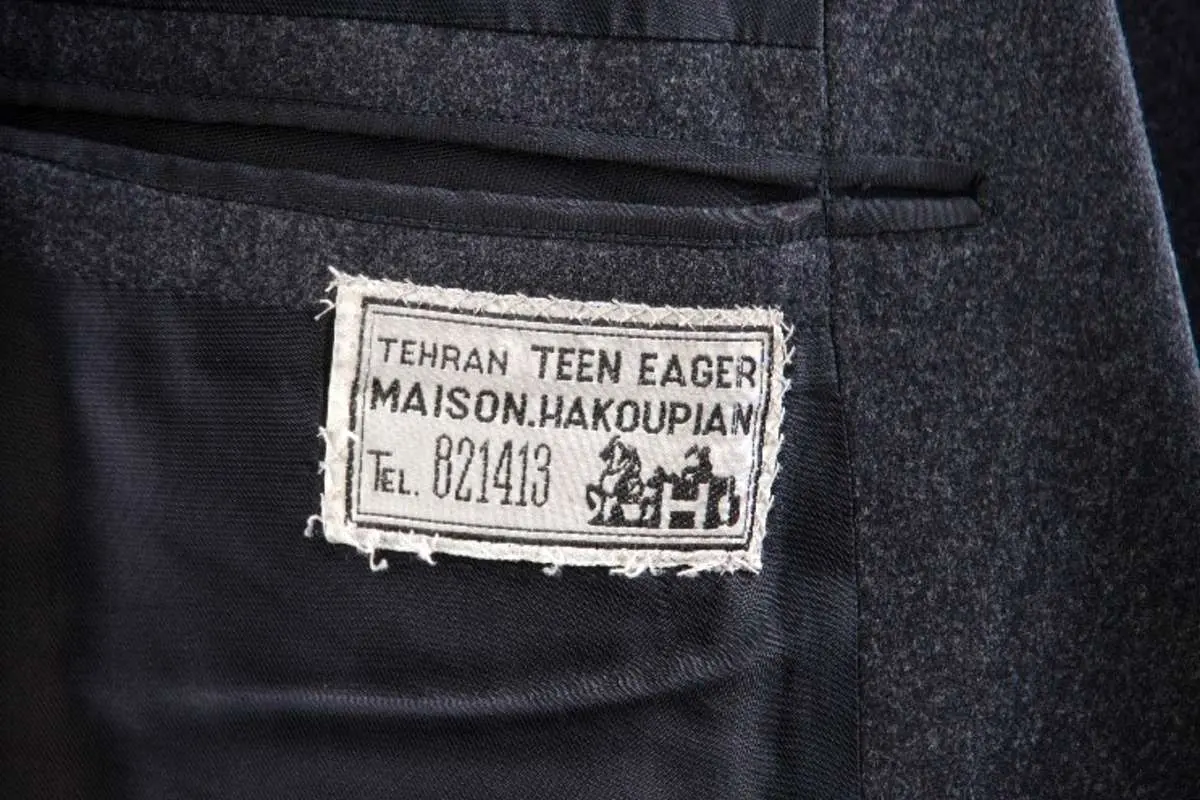 TEHRAN TEEN EAGER
MAISON.HAKOUPIAN
TEL. 821413